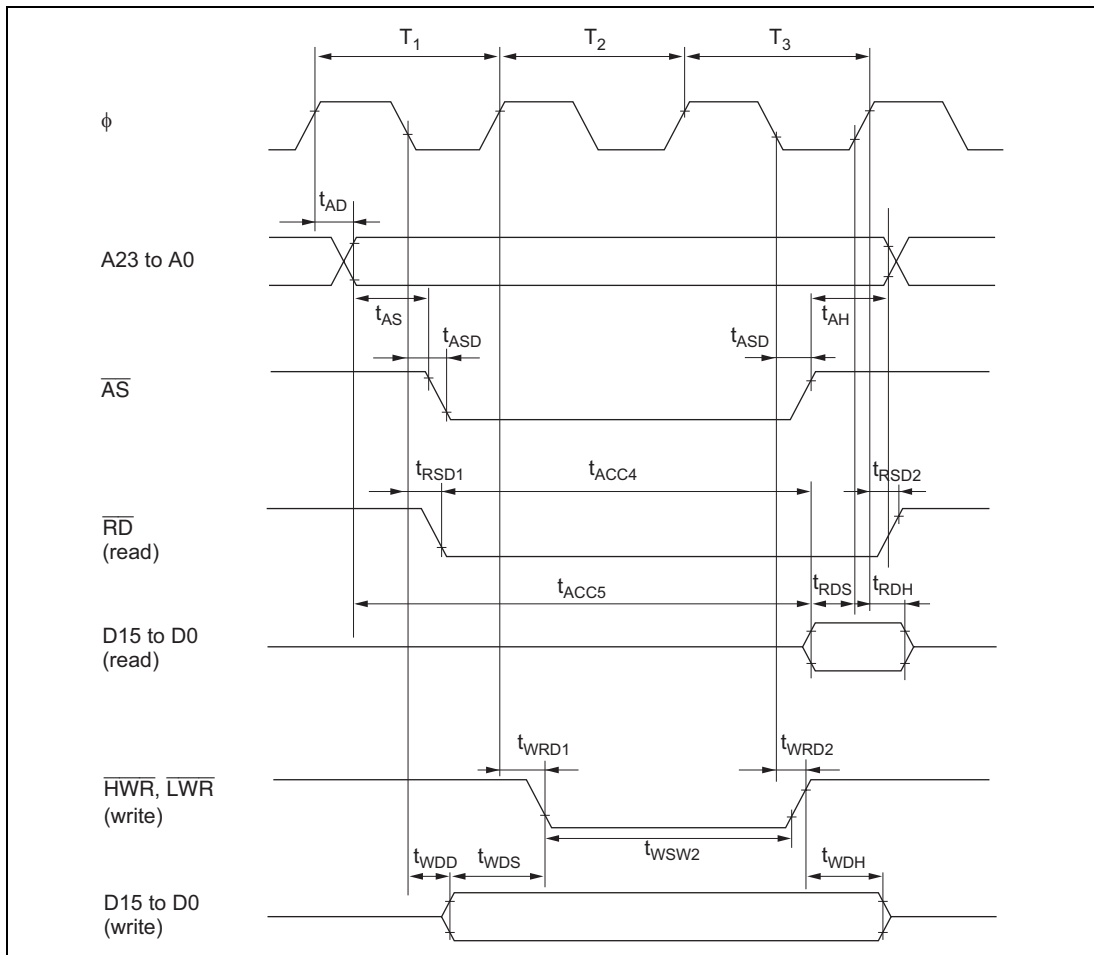 T1 T2 T3
ϕ
tAD
A23 to A0
tAS tAH
tASD tASD
AS
tRSD1 tACC4 tRSD2
RD
(read)
tACC5 tRDS tRDH
D15 to D0
(read)
tWRD1 tWRD2
HWR, LWR
(write)
tWSW2
tWDD tWDS tWDH
D15 to D0
(write)